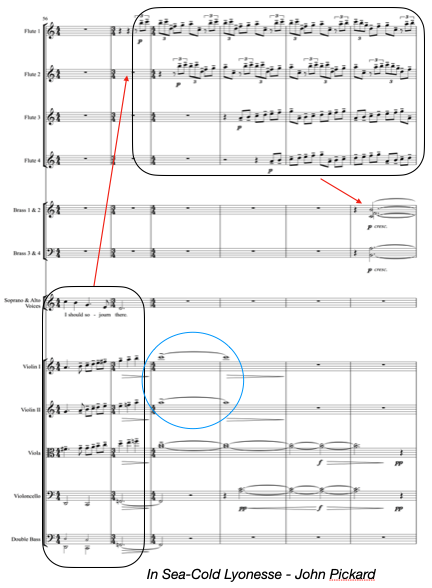 56
Flute 1
p
Flute 2
p
Flute 3
p
Flute 4
p
Brass 1 & 2
p cresc.
Brass 3 & 4
p cresc.
Soprano & Alto
Voices
I should so - journ there.
Violin I
Violin II
Viola
f
pp
Violoncello
pp
f
pp
Double Bass
In Sea-Cold Lyonesse - John Pickard